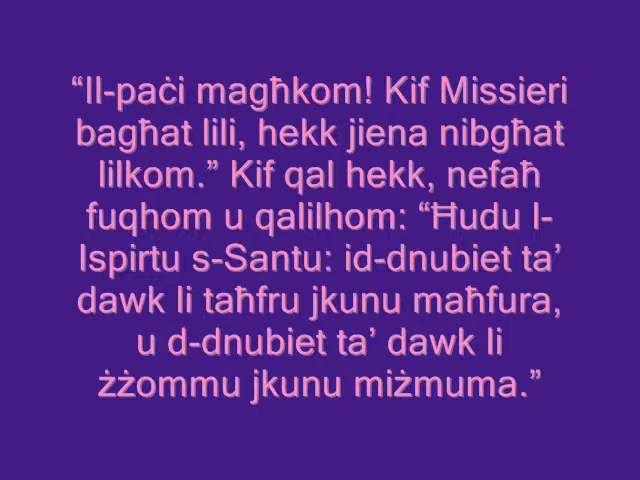 “Il-paċi magħkom! Kif Missieri
bagħat lili, hekk jiena nibgħat
lilkom.” Kif qal hekk, nefaħ
fuqhom u qalilhom: “Ħudu l-
Ispirtu s-Santu: id-dnubiet ta’
dawk li taħfru jkunu maħfura,
u d-dnubiet ta’ dawk li
żżommu jkunu miżmuma.”